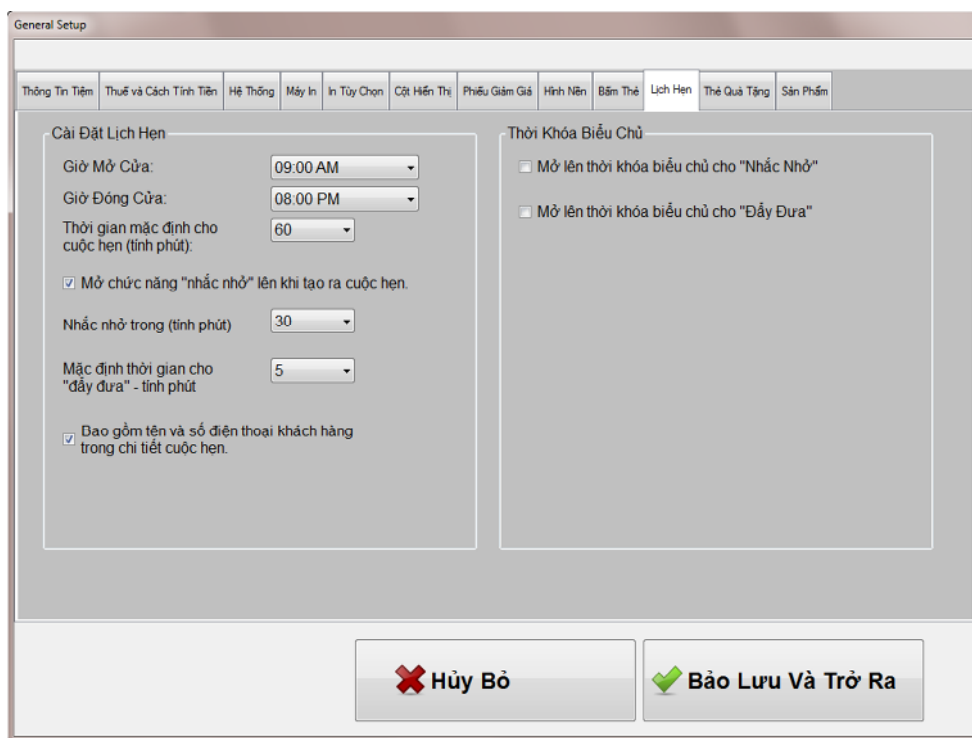 General Setup
Thông Tin Tiệm Thuế và Cách Tính Tiền Hệ Thống Máy In In Tùy Chọn Cột Hiển Thị Phiếu Giảm Giá Hình Nền Bấm Thẻ Lịch Hẹn Thẻ Quà Tặng Sản Phẩm
Cài Đặt Lịch Hẹn
Giờ Mở Cửa: 09:00 AM
Giờ Đóng Cửa: 08:00 PM
Thời gian mặc định cho 60
cuộc hẹn (tính phút):
Mở chức năng "nhắc nhở" lên khi tạo ra cuộc hẹn.
Nhắc nhở trong (tính phút) 30
Mặc định thời gian cho 5
"đẩy đưa" - tính phút
Bao gồm tên và số điện thoại khách hàng
trong chi tiết cuộc hẹn.
Thời Khóa Biểu Chủ
Mở lên thời khóa biểu chủ cho "Nhắc Nhở"
Mở lên thời khóa biểu chủ cho "Đẩy Đưa"
Hủy Bỏ
Bảo Lưu Và Trở Ra